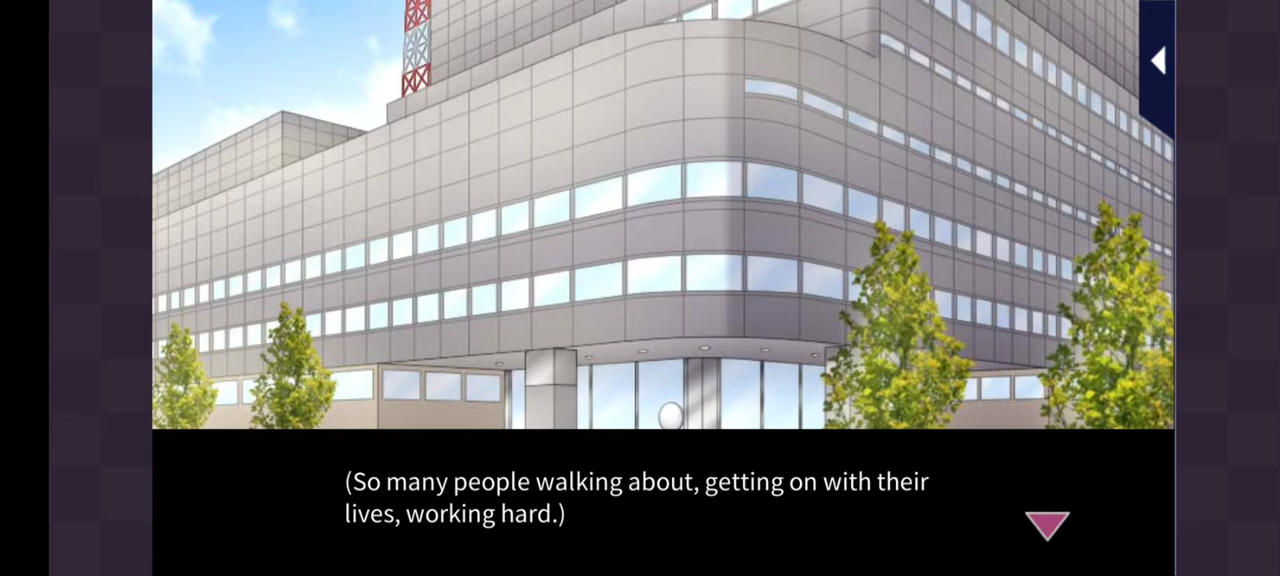 (So many people walking about, getting on with their
lives, working hard.)